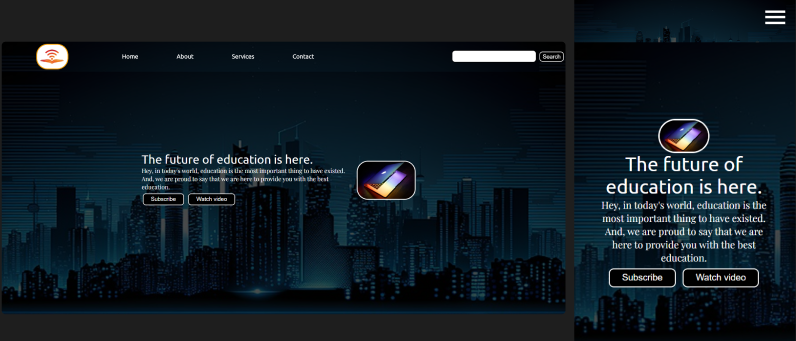 Home About Services Contact Search
The future of education is here.
Hey, in today's world, education is the most important thing to have existed.
And, we are proud to say that we are here to provide you with the best
education.
Subscribe Watch video
The future of
education is here.
Hey, in today's world, education is the
most important thing to have existed.
And, we are proud to say that we are
here to provide you with the best
education.
Subscribe Watch video